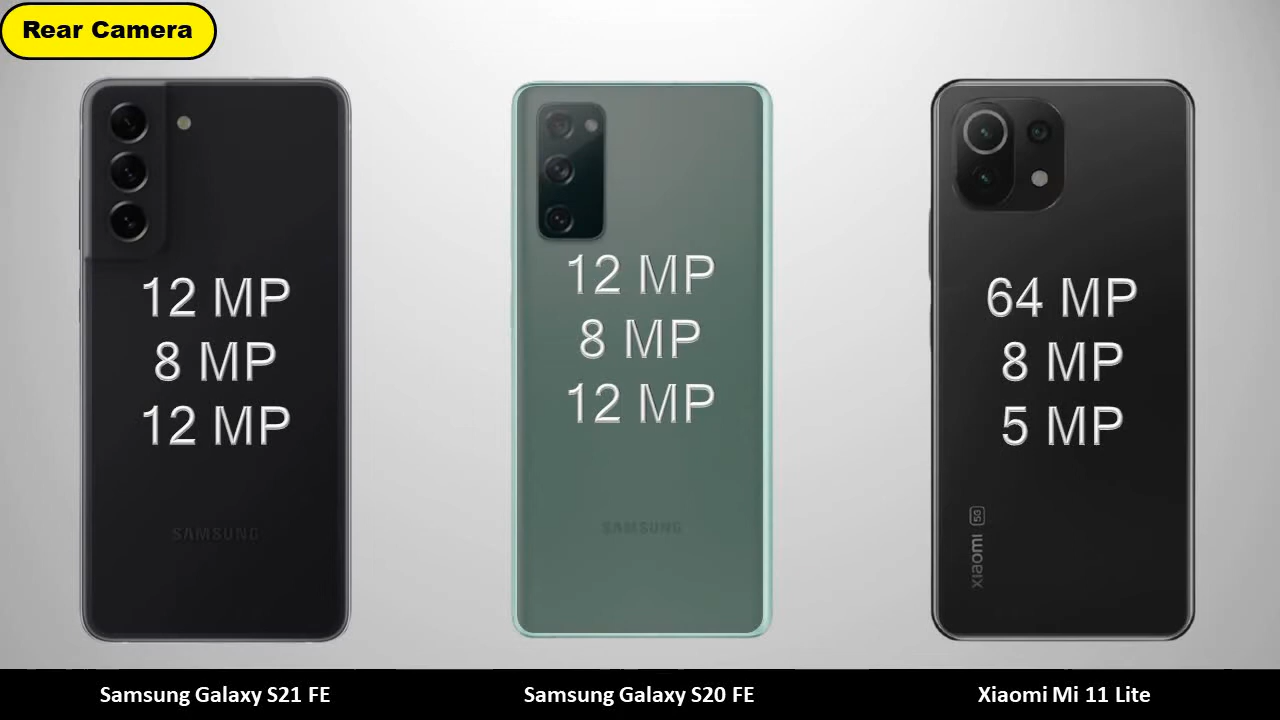 Rear Camera
12 MP
8 MP
12 MP
SAMSUNG
12 MP
8 MP
12 MP
SAMSUNG
64 MP
8 MP
5 MP
xiaomi 5G
Samsung Galaxy S21 FE
Samsung Galaxy S20 FE
Xiaomi Mi 11 Lite